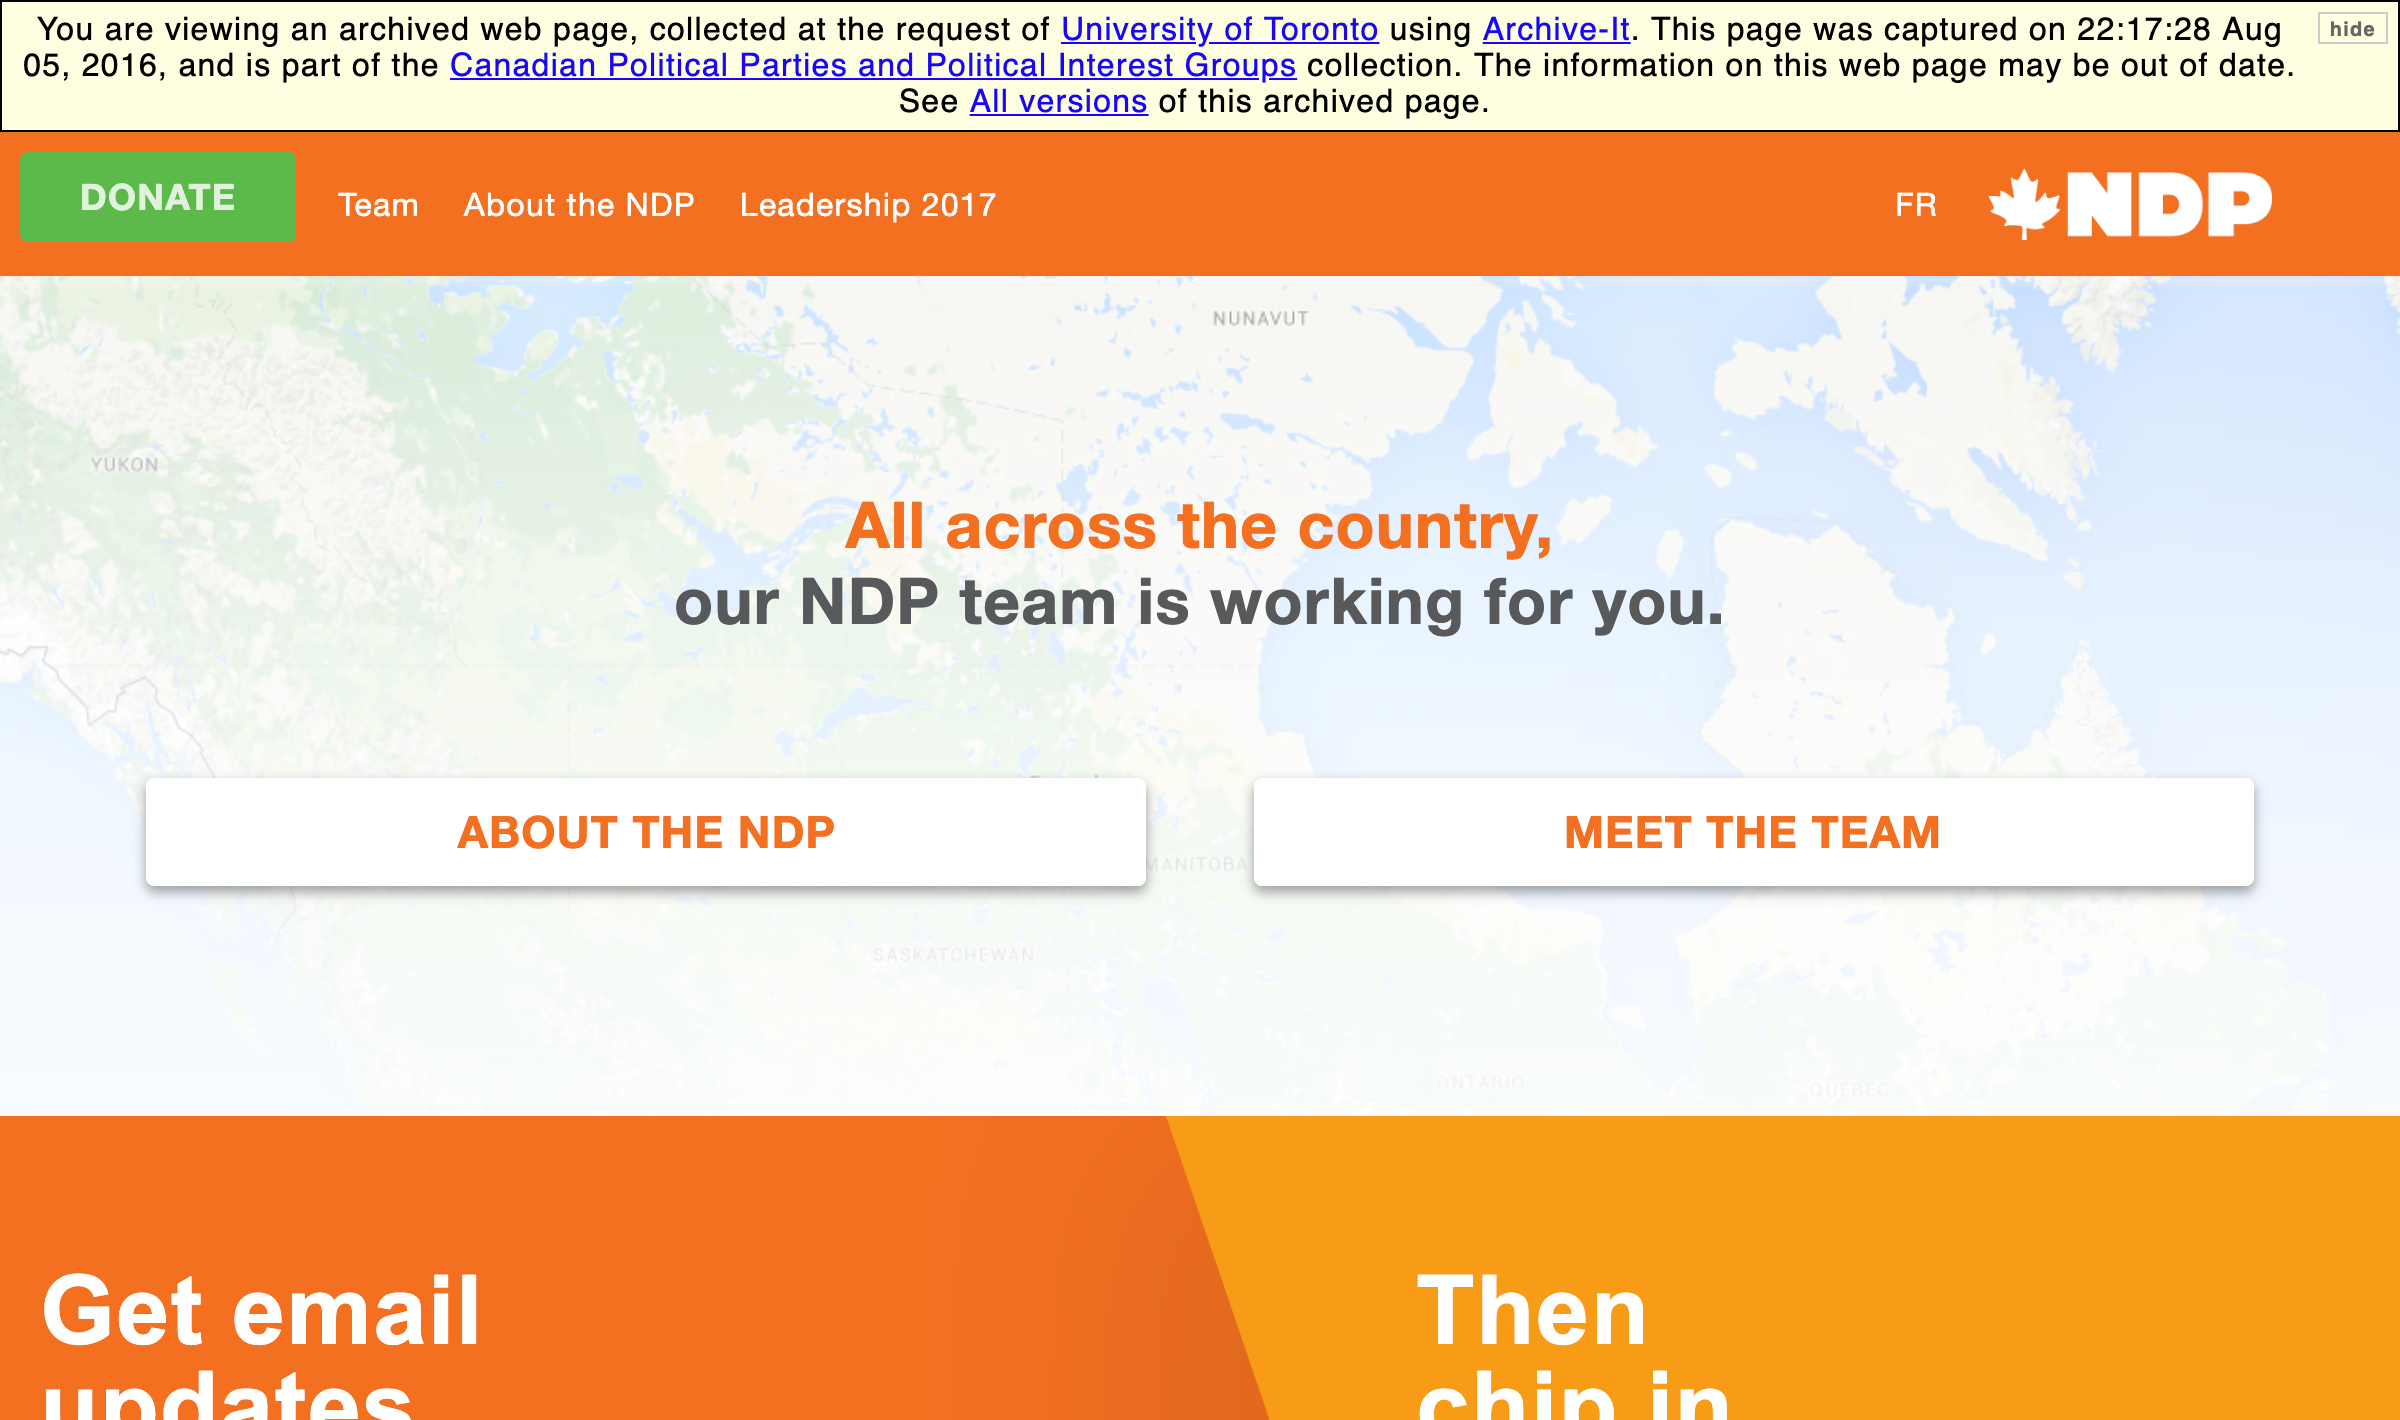 You are viewing an archived web page, collected at the request of University of Toronto using Archive-It. This page was captured on 22:17:28 Aug
05, 2016, and is part of the Canadian Political Parties and Political Interest Groups collection. The information on this web page may be out of date.
See All versions of this archived page.
hide
DONATE
Team
About the NDP
Leadership 2017
FR
NDP
NUNAVUT
YUKON
All across the country,
our NDP team is working for you.
ABOUT THE NDP
MEET THE TEAM
MANITOBA
SASKATCHEWAN
ONTARIO
QUEBEC
Get email
updates
Then
chip in